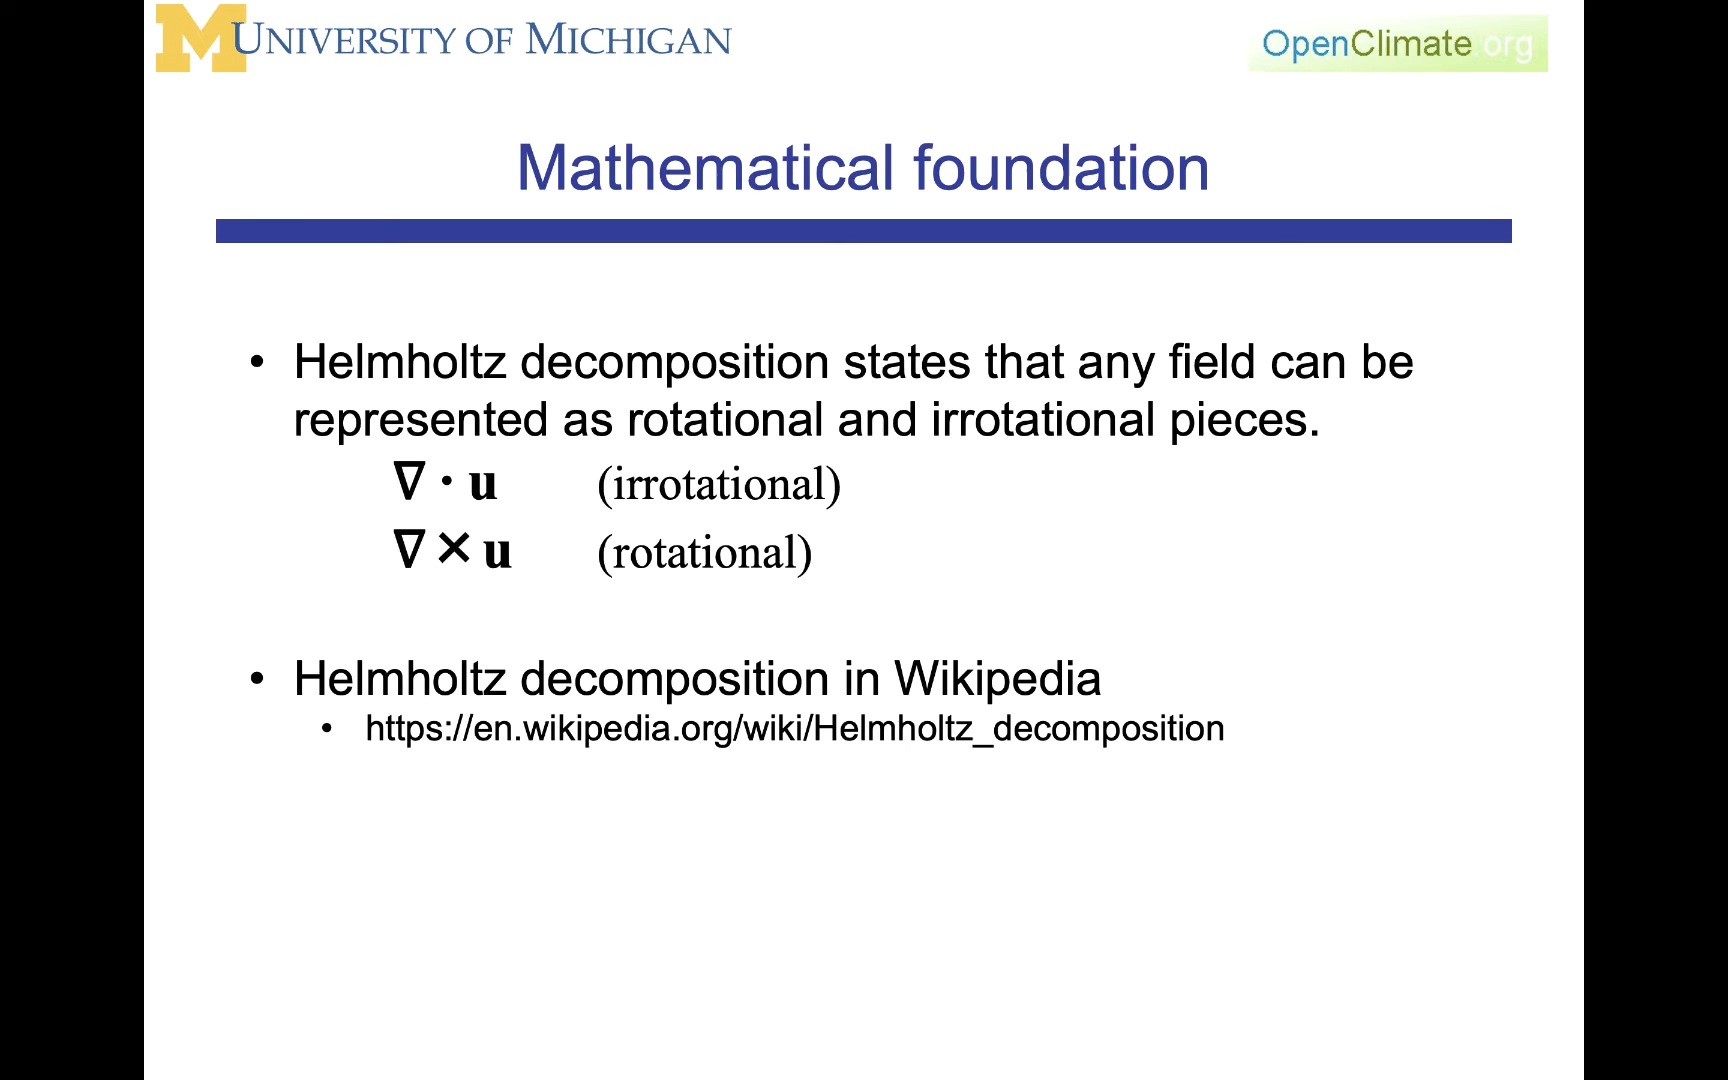 M UNIVERSITY OF MICHIGAN
OpenClimate.org
Mathematical foundation
• Helmholtz decomposition states that any field can be
represented as rotational and irrotational pieces.
∇ · u (irrotational)
∇ × u (rotational)
• Helmholtz decomposition in Wikipedia
• https://en.wikipedia.org/wiki/Helmholtz_decomposition